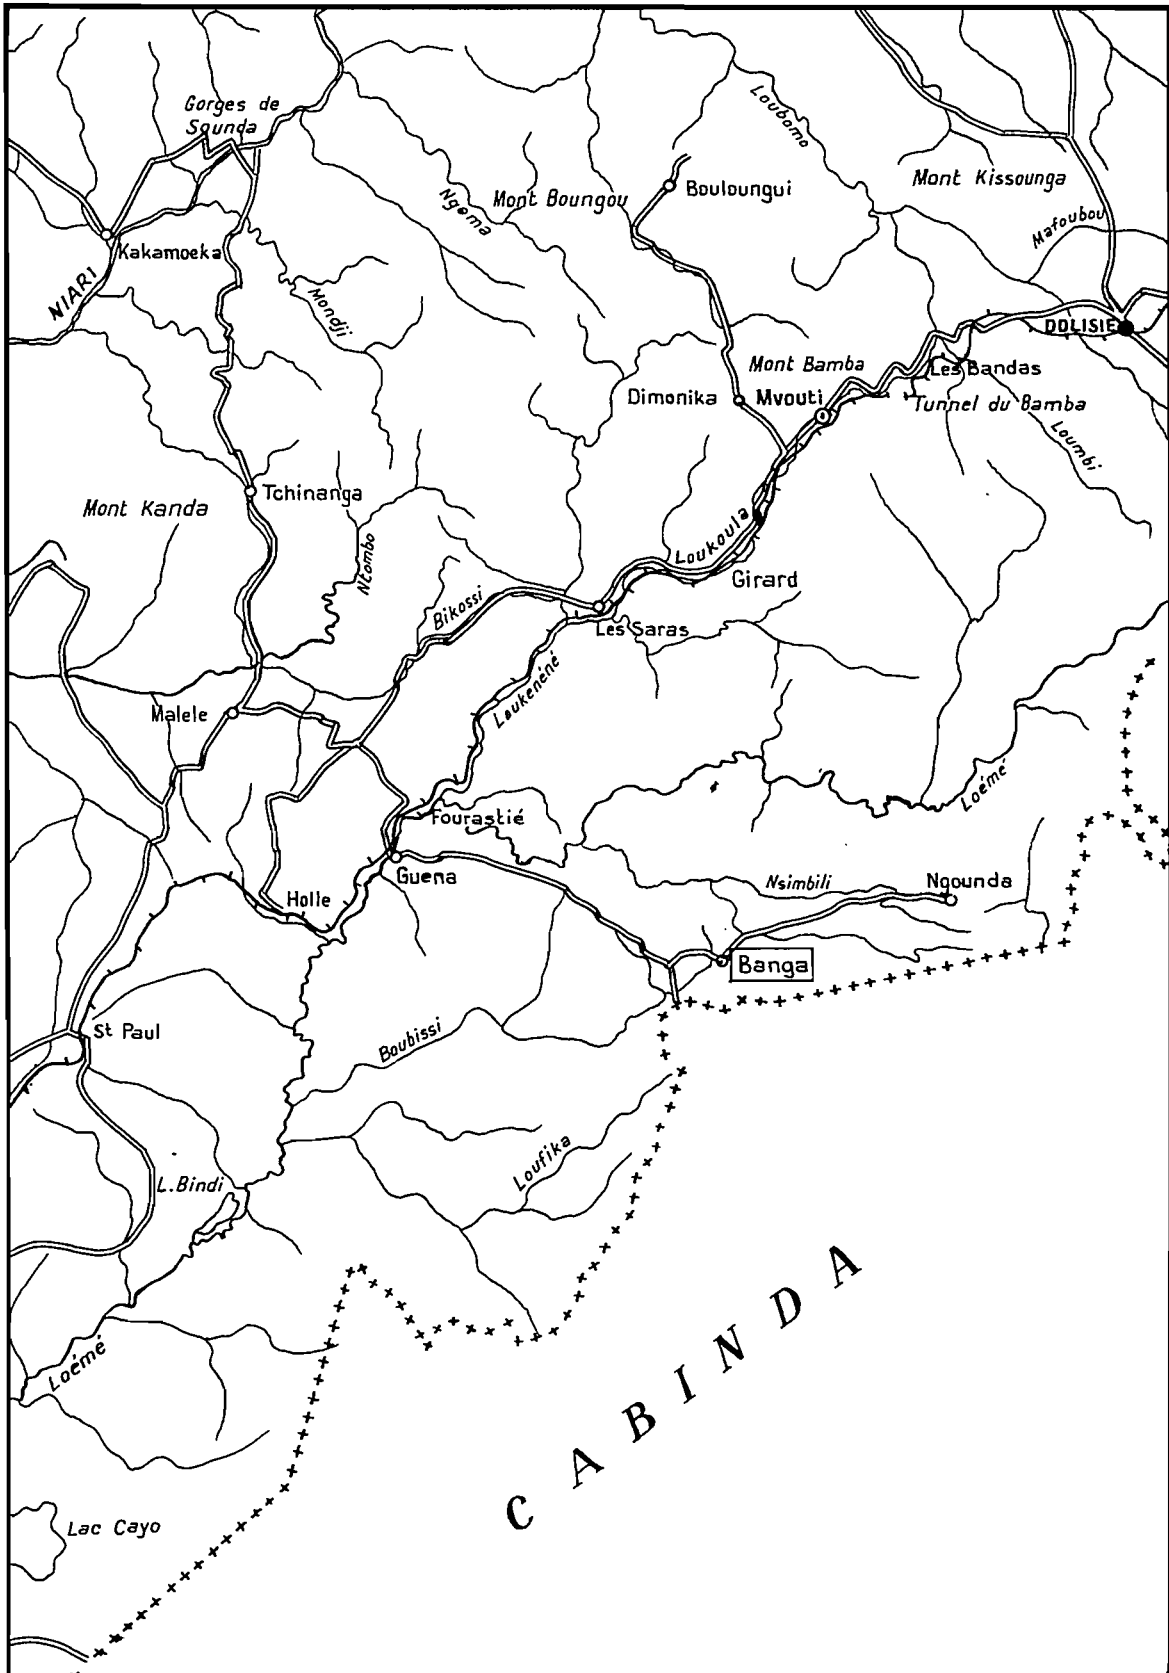 Gorges de
Sounda
Loubomo
Mont Kissounga
Bouloungui
Mont Boungou
Ngoma
Mafoubou
Kakamoeka
NIARI
Mondji
DOLISIE
Mont Bamba
Les Bandas
Dimonika
Mvouti
Tunnel du Bamba
Loumbi
Tchinanga
Mont Kanda
Loukoula
Ntombo
Girard
Bikossi
Les Saras
Loukenéné
Malele
Loémé
Fourastié
Guena
Nsimbili
Ngounda
Holle
Banga
St Paul
Boubissi
Loufika
L. Bindi
CABINDA
Loémé
Lac Cayo